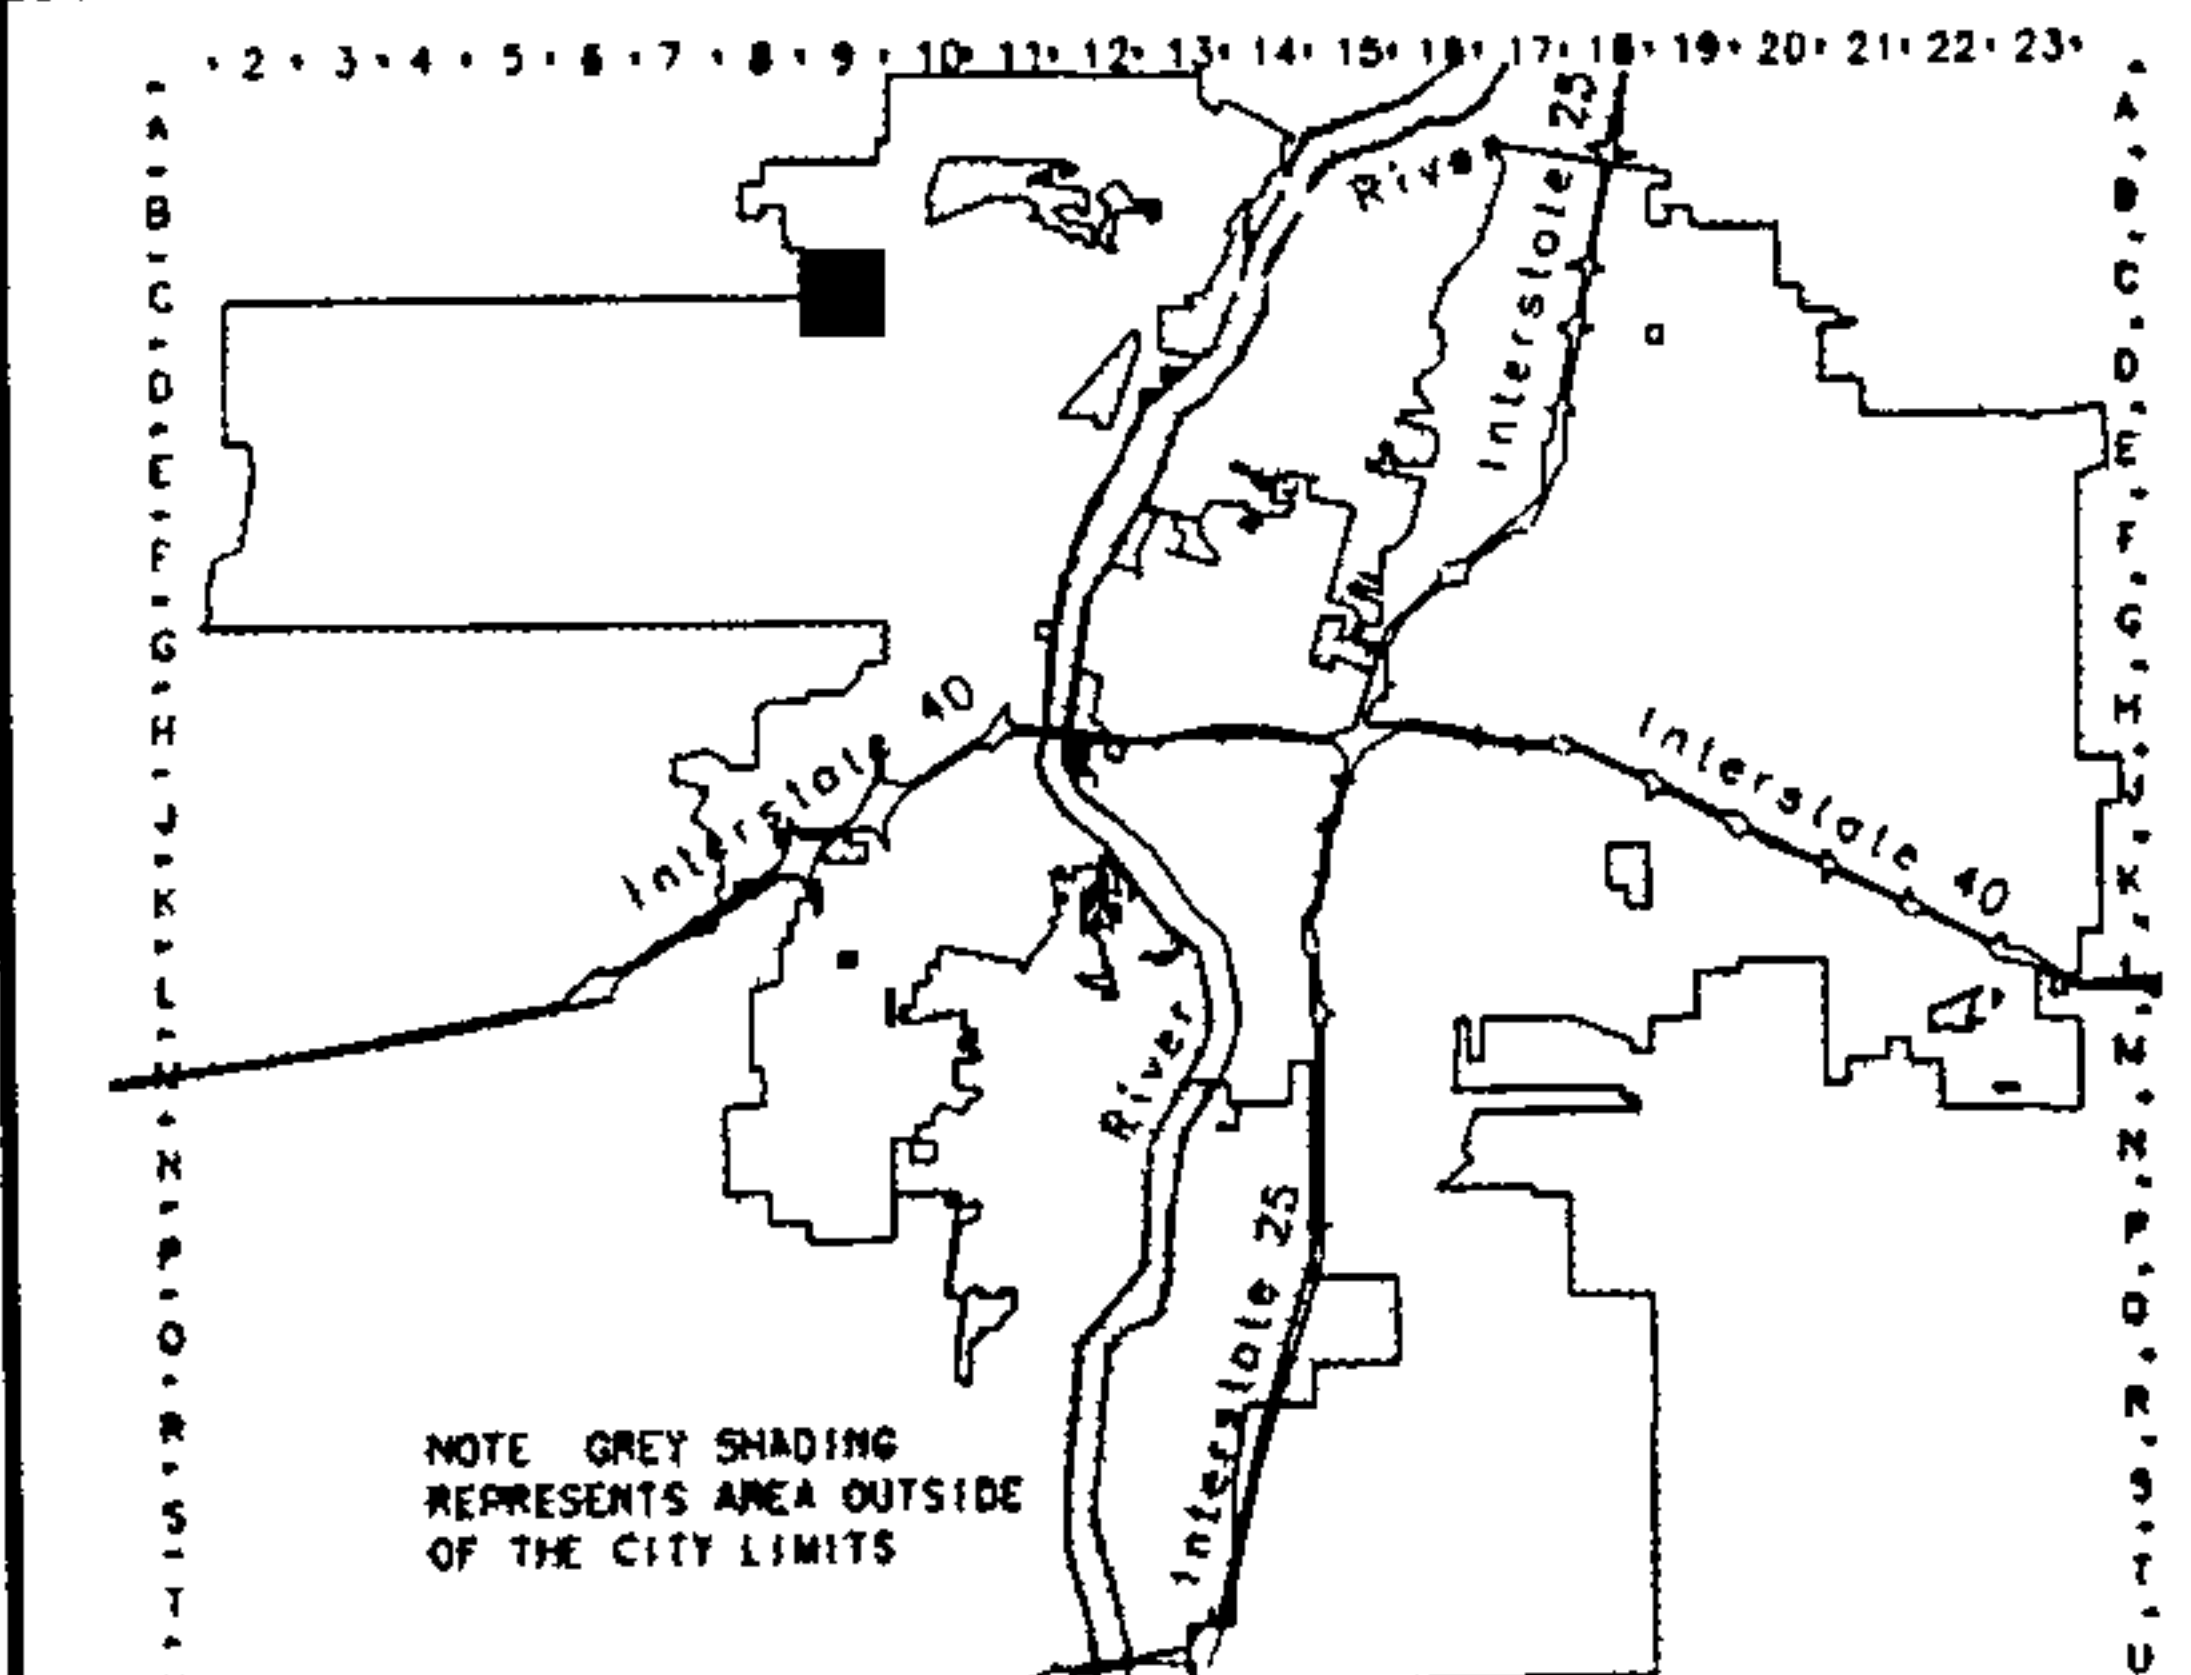 2 3 4 5 6 7 8 9 10 11 12 13 14 15 16 17 18 19 20 21 22 23
A
B
C
D
E
F
G
H
J
K
L
M
N
P
Q
R
S
T
A
B
C
D
E
F
G
H
J
K
L
M
N
P
Q
R
S
T
U
River
Interstate 25
Interstate 40
Interstate 40
River
Interstate 25
NOTE GREY SHADING
REPRESENTS AREA OUTSIDE
OF THE CITY LIMITS